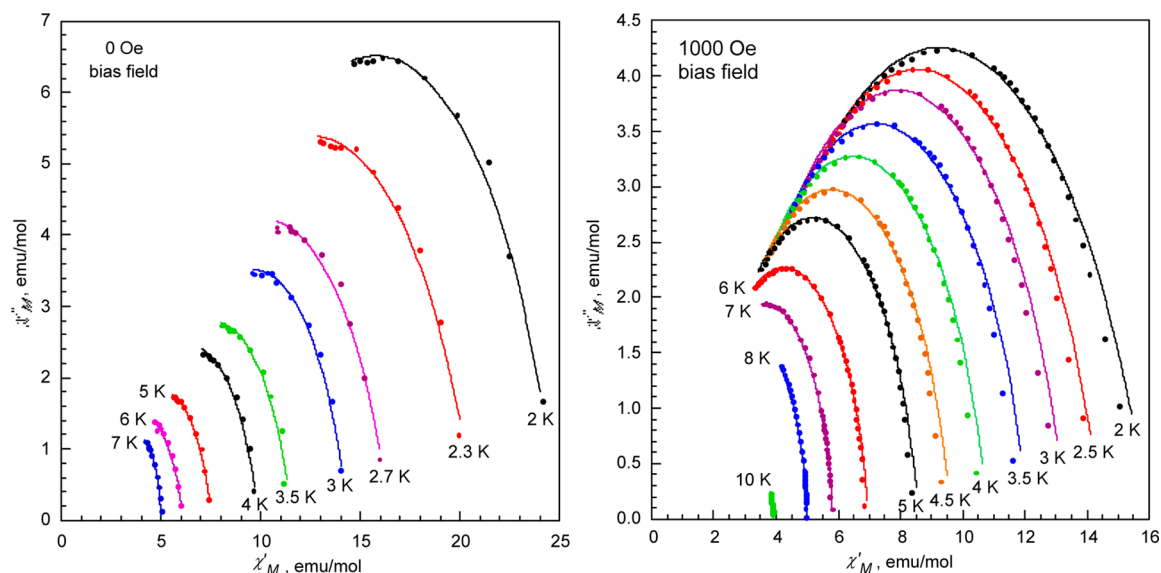 7
6
5
4
3
2
1
0
0 Oe
bias field
2 K
2.3 K
2.7 K
3 K
3.5 K
4 K
5 K
6 K
7 K
0
5
10
15
20
25
χ''M, emu/mol
χ'M , emu/mol
4.5
4.0
3.5
3.0
2.5
2.0
1.5
1.0
0.5
0.0
1000 Oe
bias field
6 K
7 K
8 K
10 K
5 K
4.5 K
4 K
3.5 K
3 K
2.5 K
2 K
0
2
4
6
8
10
12
14
16
χ''M, emu/mol
χ'M , emu/mol